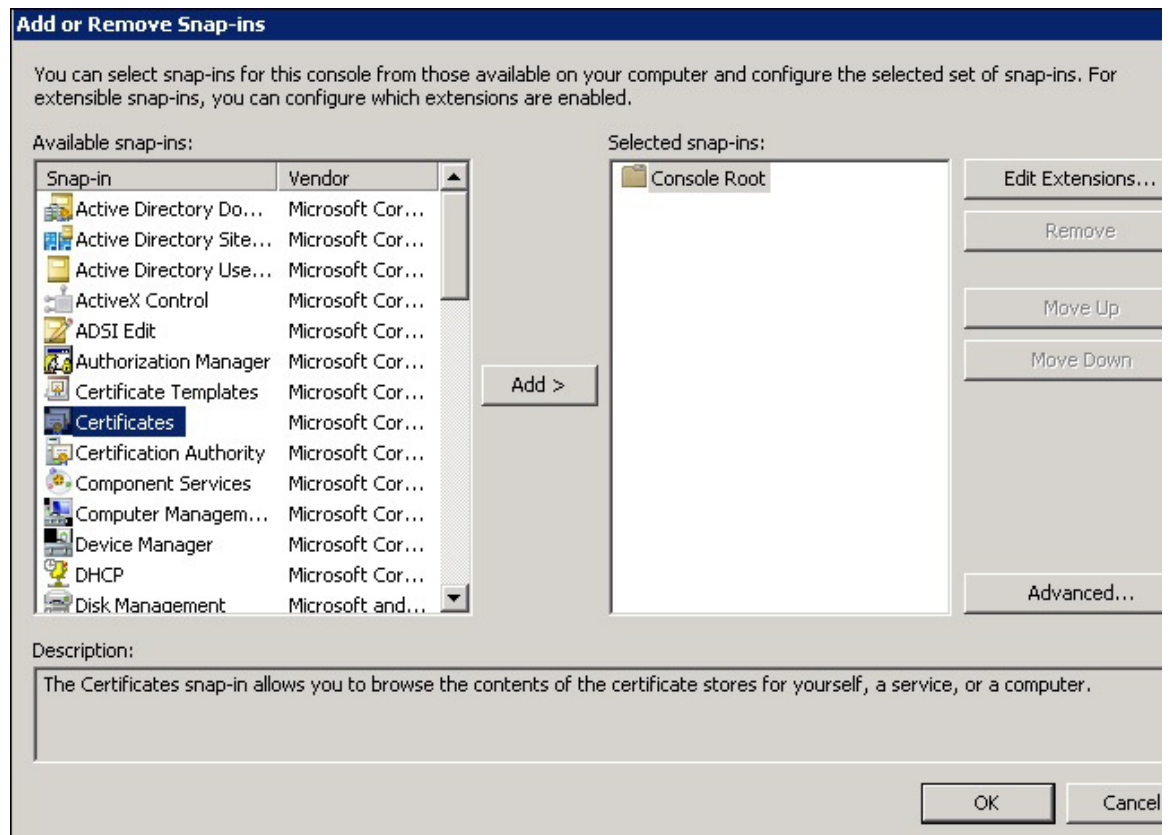 Add or Remove Snap-ins
You can select snap-ins for this console from those available on your computer and configure the selected set of snap-ins. For
extensible snap-ins, you can configure which extensions are enabled.
Available snap-ins:
Snap-in Vendor
Active Directory Do... Microsoft Cor...
Active Directory Site... Microsoft Cor...
Active Directory Use... Microsoft Cor...
ActiveX Control Microsoft Cor...
ADSI Edit Microsoft Cor...
Authorization Manager Microsoft Cor...
Certificate Templates Microsoft Cor...
Certificates Microsoft Cor...
Certification Authority Microsoft Cor...
Component Services Microsoft Cor...
Computer Managem... Microsoft Cor...
Device Manager Microsoft Cor...
DHCP Microsoft Cor...
Disk Management Microsoft and...
Add >
Selected snap-ins:
Console Root
Edit Extensions...
Remove
Move Up
Move Down
Advanced...
Description:
The Certificates snap-in allows you to browse the contents of the certificate stores for yourself, a service, or a computer.
OK Cancel